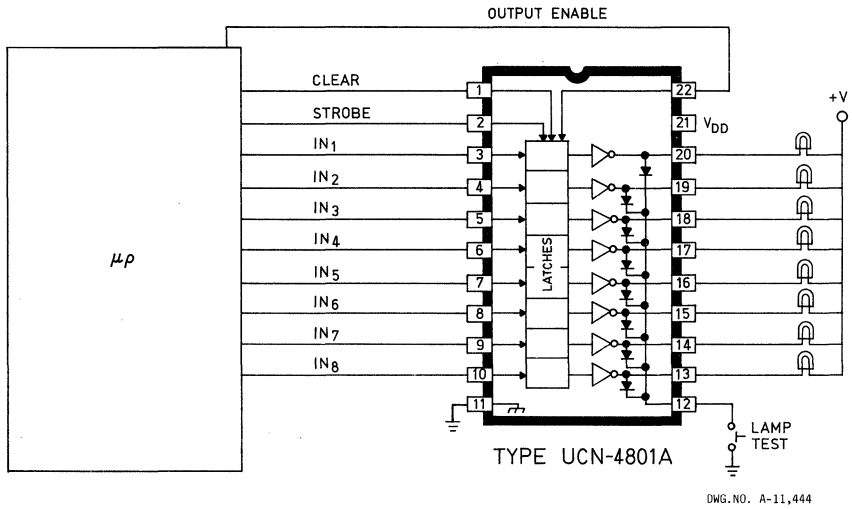 OUTPUT ENABLE
CLEAR
STROBE
IN1
IN2
IN3
IN4
IN5
IN6
IN7
IN8
μρ
1
2
3
4
5
6
7
8
9
10
11
LATCHES
22
21
20
19
18
17
16
15
14
13
12
VDD
+V
LAMP
TEST
TYPE UCN-4801A
DWG.NO. A-11,444